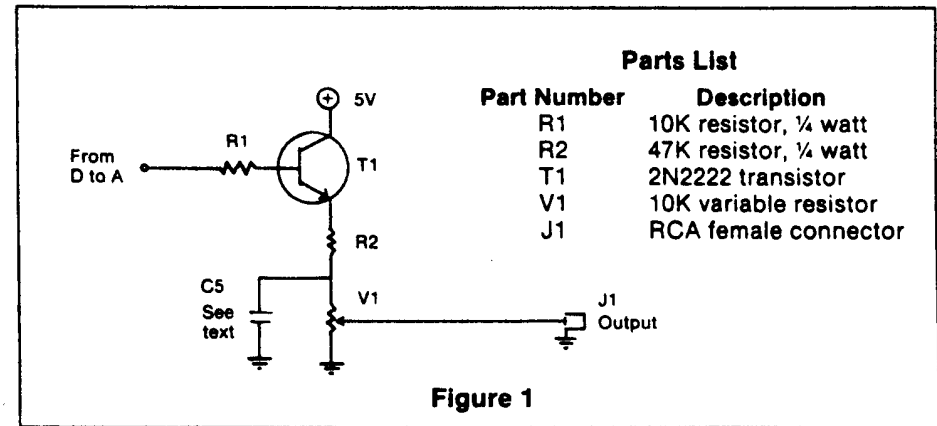 Parts List
Part Number Description
R1 10K resistor, ¼ watt
R2 47K resistor, ¼ watt
T1 2N2222 transistor
V1 10K variable resistor
J1 RCA female connector
5V
R1
From
D to A
T1
R2
C5
See
text
V1
J1
Output
Figure 1